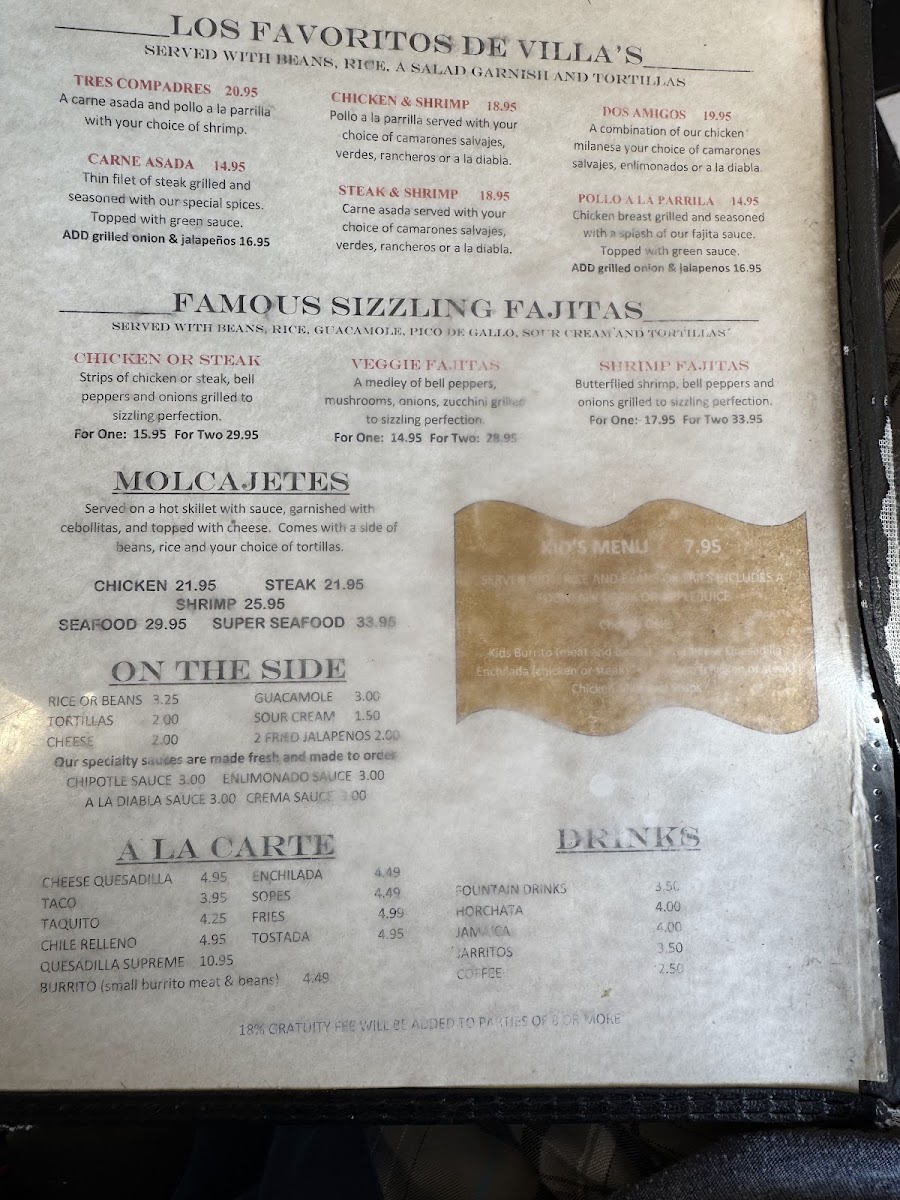 LOS FAVORITOS DE VILLA'S
SERVED WITH BEANS, RICE, A SALAD GARNISH AND TORTILLAS
TRES COMPADRES 20.95
A carne asada and pollo a la parrilla
with your choice of shrimp.
CARNE ASADA 14.95
Thin filet of steak grilled and
seasoned with our special spices.
Topped with green sauce.
ADD grilled onion & jalapeños 16.95
CHICKEN & SHRIMP 18.95
Pollo a la parrilla served with your
choice of camarones salvajes,
verdes, rancheros or a la diabla.
STEAK & SHRIMP 18.95
Carne asada served with your
choice of camarones salvajes,
verdes, rancheros or a la diabla.
DOS AMIGOS 19.95
A combination of our chicken
milanesa your choice of camarones
salvajes, enlimonados or a la diabla
POLLO A LA PARRILA 14.95
Chicken breast grilled and seasoned
with a splash of our fajita sauce.
Topped with green sauce.
ADD grilled onion & jalapenos 16.95
FAMOUS SIZZLING FAJITAS
SERVED WITH BEANS, RICE, GUACAMOLE, PICO DE GALLO, SOUR CREAM AND TORTILLAS
CHICKEN OR STEAK
Strips of chicken or steak, bell
peppers and onions grilled to
sizzling perfection.
For One: 15.95 For Two 29.95
VEGGIE FAJITAS
A medley of bell peppers,
mushrooms, onions, zucchini grilled
to sizzling perfection.
For One: 14.95 For Two: 28.95
SHRIMP FAJITAS
Butterflied shrimp, bell peppers and
onions grilled to sizzling perfection.
For One: 17.95 For Two 33.95
MOLCAJETES
Served on a hot skillet with sauce, garnished with
cebollitas, and topped with cheese. Comes with a side of
beans, rice and your choice of tortillas.
CHICKEN 21.95 STEAK 21.95
SHRIMP 25.95
SEAFOOD 29.95 SUPER SEAFOOD 33.95
KID'S MENU 7.95
RICE AND INCLUDES A
Kids Burrito (meat and
Enchilada (chicken or steak)
ON THE SIDE
RICE OR BEANS 3.25 GUACAMOLE 3.00
TORTILLAS 2.00 SOUR CREAM 1.50
CHEESE 2.00 2 FRIED JALAPENOS 2.00
Our specialty sauces are made fresh and made to order
CHIPOTLE SAUCE 3.00 ENLIMONADO SAUCE 3.00
A LA DIABLA SAUCE 3.00 CREMA SAUCE 3.00
A LA CARTE
CHEESE QUESADILLA 4.95 ENCHILADA 4.49
TACO 3.95 SOPES 4.49
TAQUITO 4.25 FRIES 4.99
CHILE RELLENO 4.95 TOSTADA 4.95
QUESADILLA SUPREME 10.95
BURRITO (small burrito meat & beans) 4.49
DRINKS
FOUNTAIN DRINKS 3.50
HORCHATA 4.00
JAMAICA 4.00
JARRITOS 3.50
COFFEE 2.50
18% GRATUITY FEE WILL BE ADDED TO PARTIES OF 8 OR MORE